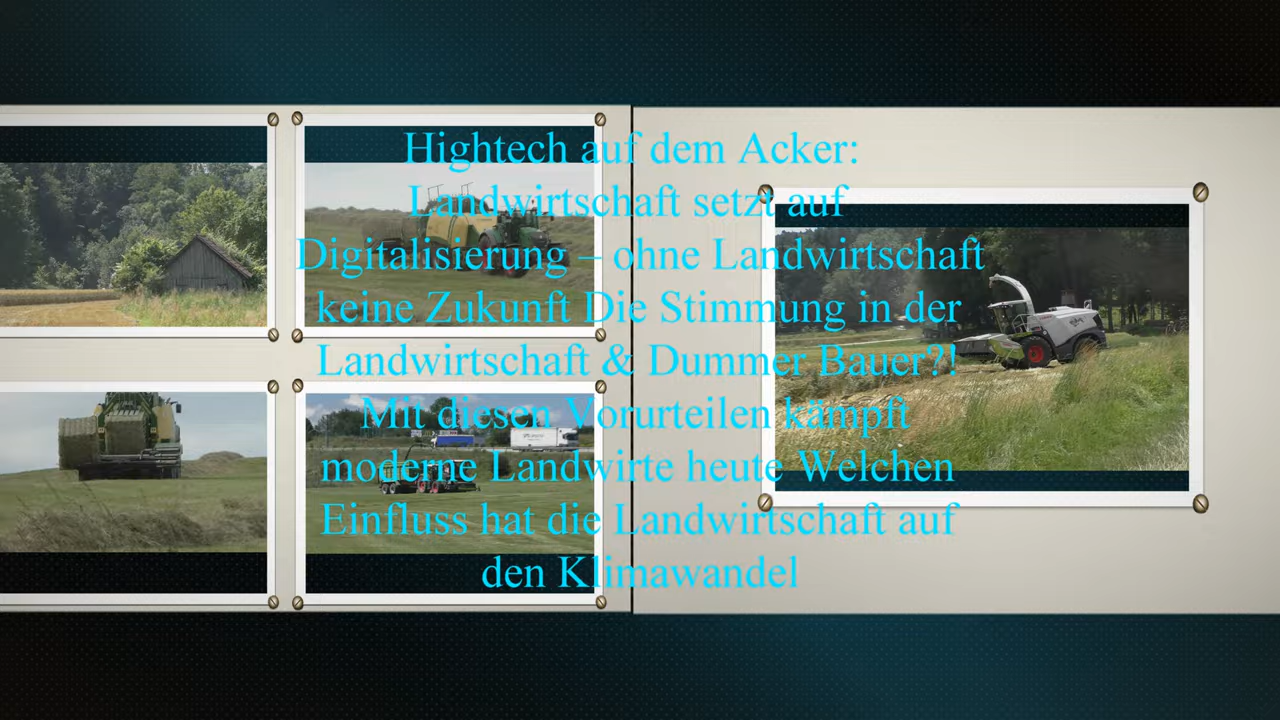 Hightech auf dem Acker:
Landwirtschaft setzt auf
Digitalisierung – ohne Landwirtschaft
keine Zukunft Die Stimmung in der
Landwirtschaft & Dummer Bauer?!
Mit diesen Vorurteilen kämpft
moderne Landwirte heute Welchen
Einfluss hat die Landwirtschaft auf
den Klimawandel